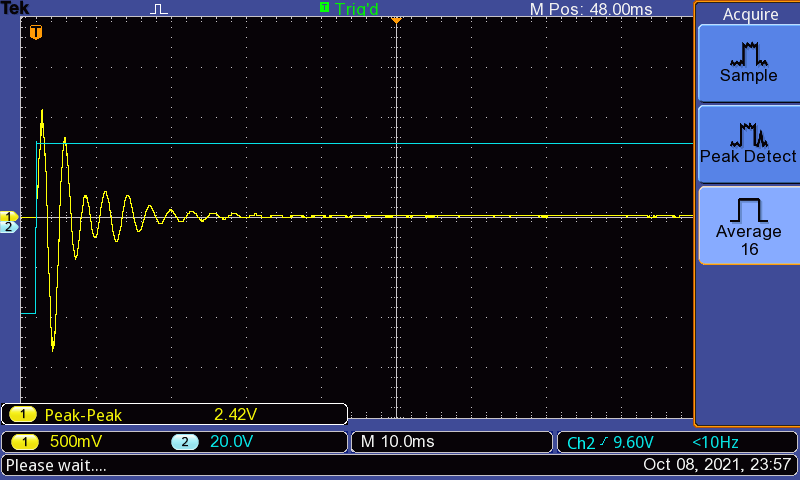 Tek T Trig'd M Pos: 48.00ms Acquire
T
Sample
Peak Detect
1
2
Average
16
1 Peak-Peak 2.42V
1 500mV 2 20.0V M 10.0ms Ch2 9.60V <10Hz
Please wait.... Oct 08, 2021, 23:57